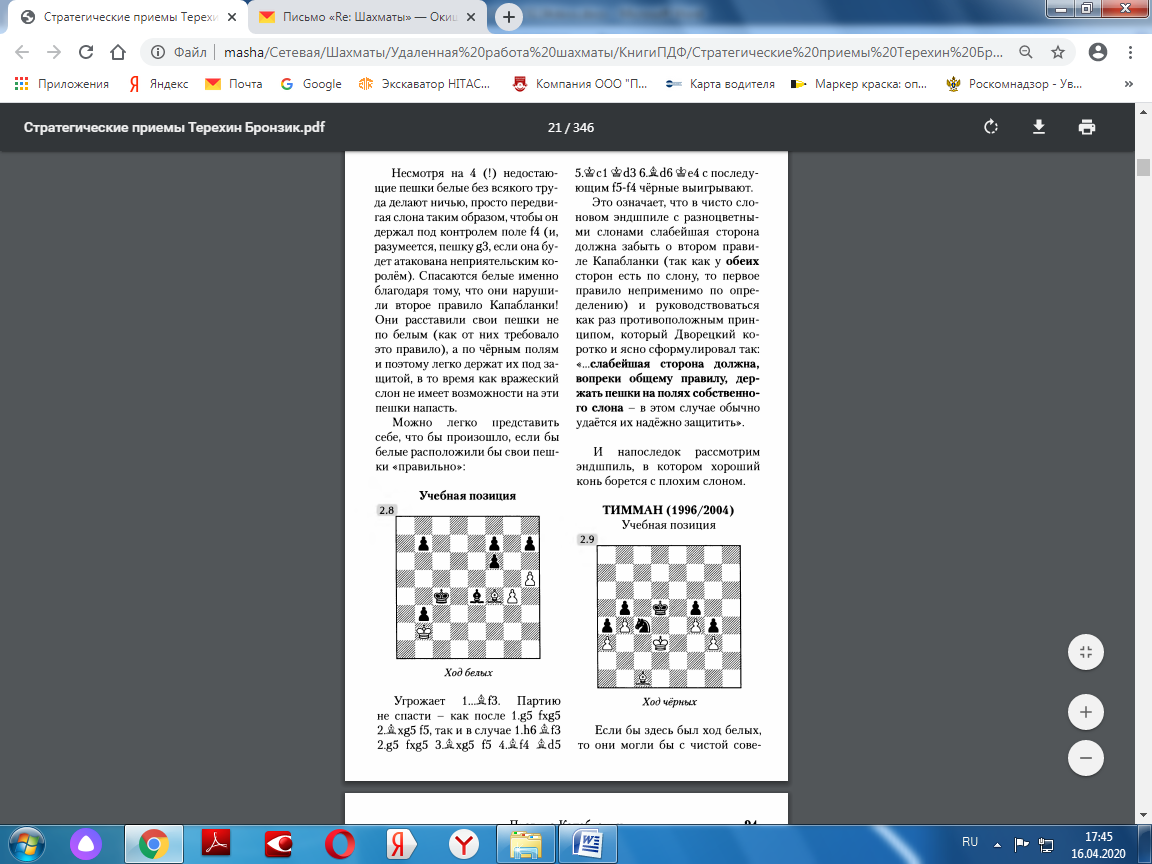 Стратегические приемы Терехи
Письмо «Re: Шахматы» — Окиш
Файл | masha/Сетевая/Шахматы/Удаленная%20работа%20шахматы/КнигиПДФ/Стратегические%20приемы%20Терехин%20Бр...
Приложения Яндекс Почта Google Экскаватор HITAC... Компания ООО "П... Карта водителя Маркер краска: оп... Роскомнадзор - Ув... »
Стратегические приемы Терехин Бронзик.pdf 21 / 346
Несмотря на 4 (!) недостаю-
щие пешки белые без всякого тру-
да делают ничью, просто передви-
гая слона таким образом, чтобы он
держал под контролем поле f4 (и,
разумеется, пешку g3, если она бу-
дет атакована неприятельским ко-
ролём). Спасаются белые именно
благодаря тому, что они наруши-
ли второе правило Капабланки!
Они расставили свои пешки не
по белым (как от них требовало
это правило), а по чёрным полям
и поэтому легко держат их под за-
щитой, в то время как вражеский
слон не имеет возможности на эти
пешки напасть.
Можно легко представить
себе, что бы произошло, если бы
белые расположили бы свои пеш-
ки «правильно»:
Учебная позиция
2.8
Ход белых
Угрожает 1...♗f3. Партию
не спасти – как после 1.g5 fxg5
2.♗xg5 f5, так и в случае 1.h6 ♗f3
2.g5 fxg5 3.♗xg5 f5 4.♗f4 ♗d5
5.♔c1 ♔d3 6.♗d6 ♔e4 с последу-
ющим f5-f4 чёрные выигрывают.
Это означает, что в чисто сло-
новом эндшпиле с разноцветны-
ми слонами слабейшая сторона
должна забыть о втором прави-
ле Капабланки (так как у обеих
сторон есть по слону, то первое
правило неприменимо по опре-
делению) и руководствоваться
как раз противоположным прин-
ципом, который Дворецкий ко-
ротко и ясно сформулировал так:
«...слабейшая сторона должна,
вопреки общему правилу, дер-
жать пешки на полях собственно-
го слона – в этом случае обычно
удаётся их надёжно защитить».
И напоследок рассмотрим
эндшпиль, в котором хороший
конь борется с плохим слоном.
ТИММАН (1996/2004)
Учебная позиция
2.9
Ход чёрных
Если бы здесь был ход белых,
то они могли бы с чистой сове-
RU
17:45
16.04.2020